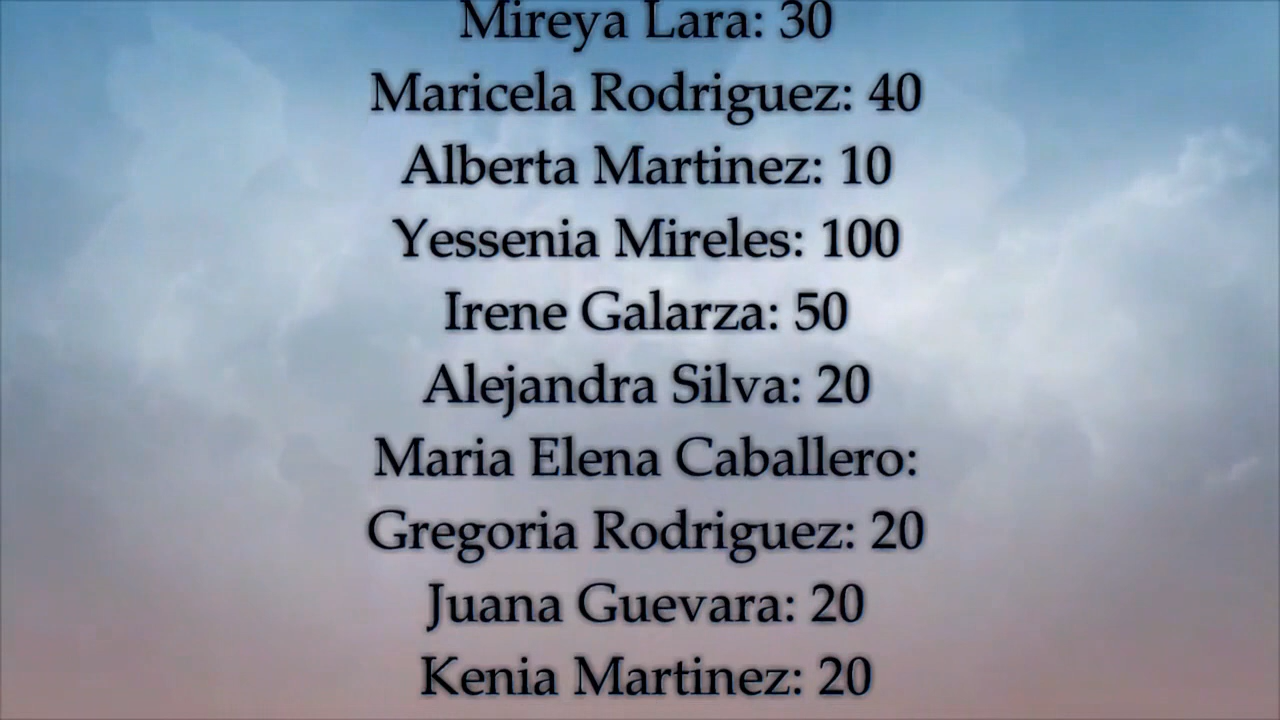 Mireya Lara: 30
Maricela Rodriguez: 40
Alberta Martinez: 10
Yessenia Mireles: 100
Irene Galarza: 50
Alejandra Silva: 20
Maria Elena Caballero:
Gregoria Rodriguez: 20
Juana Guevara: 20
Kenia Martinez: 20